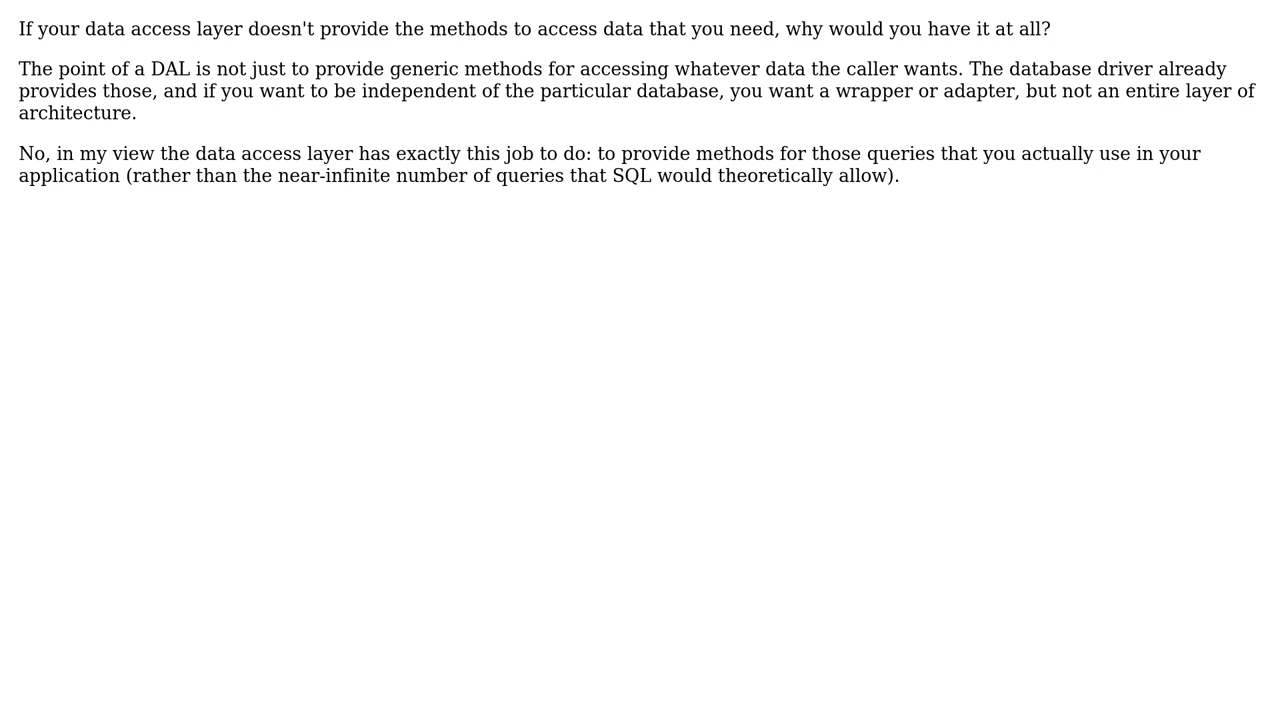 If your data access layer doesn't provide the methods to access data that you need, why would you have it at all?
The point of a DAL is not just to provide generic methods for accessing whatever data the caller wants. The database driver already
provides those, and if you want to be independent of the particular database, you want a wrapper or adapter, but not an entire layer of
architecture.
No, in my view the data access layer has exactly this job to do: to provide methods for those queries that you actually use in your
application (rather than the near-infinite number of queries that SQL would theoretically allow).